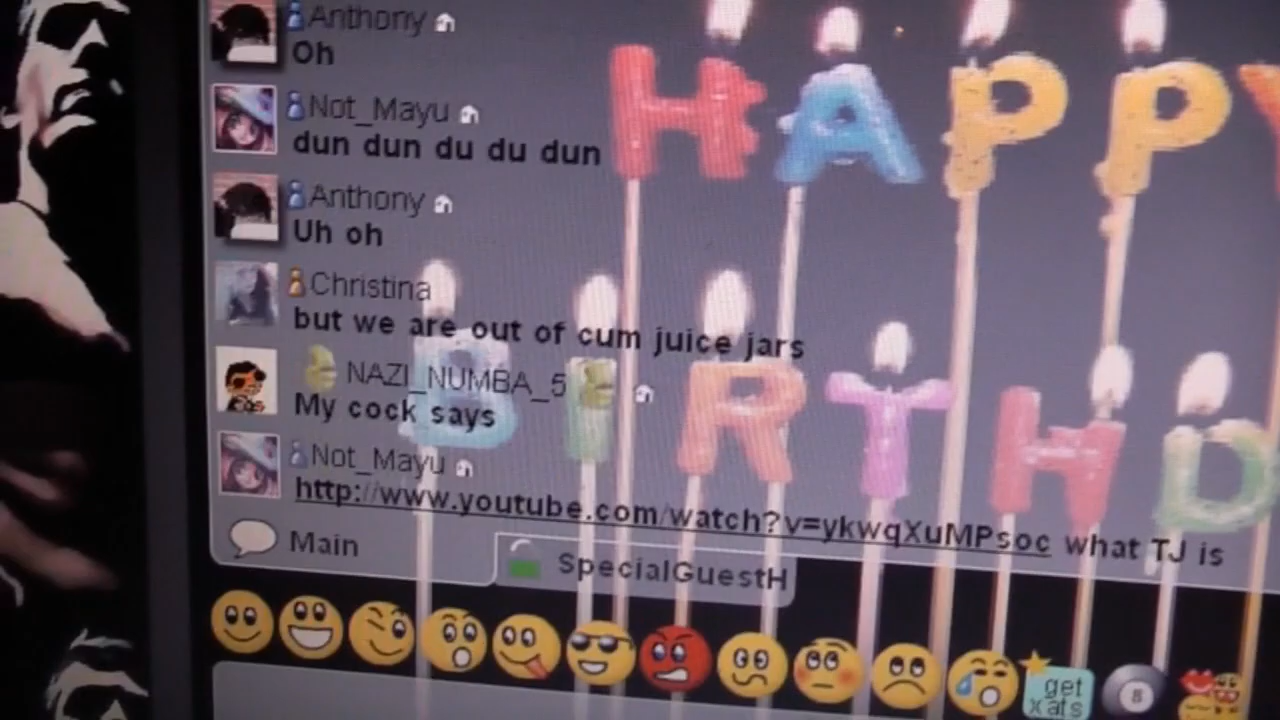 Anthony
Oh
Not_Mayu
dun dun du du dun
Anthony
Uh oh
Christina
but we are out of cum juice jars
NAZI_NUMBA_5
My cock says
Not_Mayu
http://www.youtube.com/watch?v=ykwqXuMPsoc what TJ is
Main
SpecialGuestH
get
xats
8
HAPPY
BIRTHD